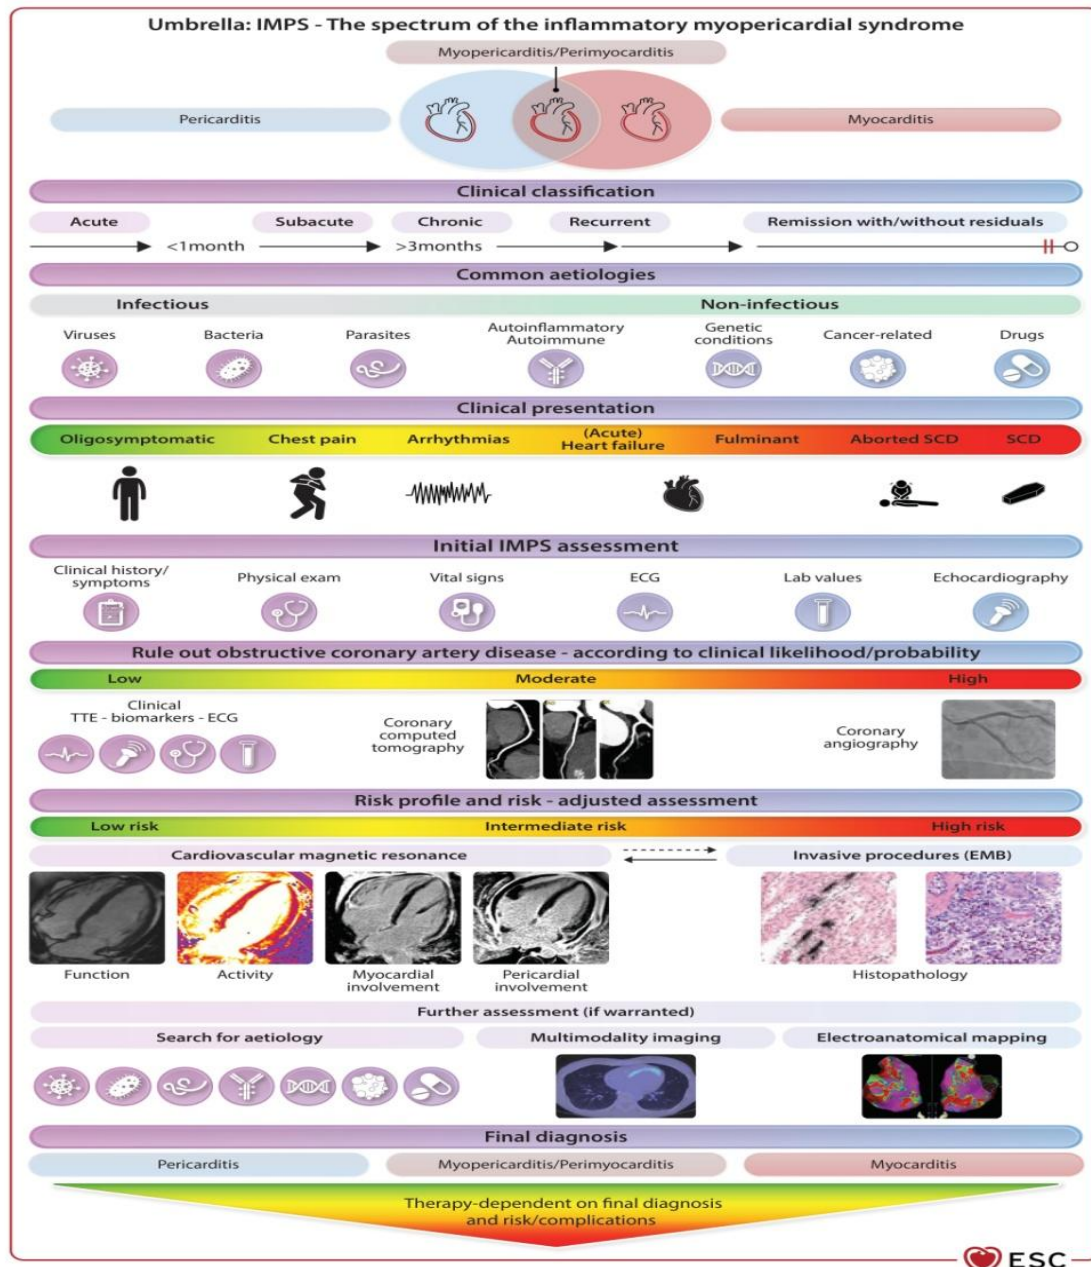 Umbrella: IMPS - The spectrum of the inflammatory myopericardial syndrome
Myopericarditis/Perimyocarditis
Pericarditis
Myocarditis
Clinical classification
Acute
Subacute
Chronic
Recurrent
Remission with/without residuals
<1month
>3months
Common aetiologies
Infectious
Non-infectious
Viruses
Bacteria
Parasites
Autoinflammatory
Autoimmune
Genetic
conditions
Cancer-related
Drugs
Clinical presentation
Oligosymptomatic
Chest pain
Arrhythmias
(Acute)
Heart failure
Fulminant
Aborted SCD
SCD
Initial IMPS assessment
Clinical history/
symptoms
Physical exam
Vital signs
ECG
Lab values
Echocardiography
Rule out obstructive coronary artery disease - according to clinical likelihood/probability
Low
Moderate
High
Clinical
TTE - biomarkers - ECG
Coronary
computed
tomography
Coronary
angiography
Risk profile and risk - adjusted assessment
Low risk
Intermediate risk
High risk
Cardiovascular magnetic resonance
Invasive procedures (EMB)
Function
Activity
Myocardial
involvement
Pericardial
involvement
Histopathology
Further assessment (if warranted)
Search for aetiology
Multimodality imaging
Electroanatomical mapping
Final diagnosis
Pericarditis
Myopericarditis/Perimyocarditis
Myocarditis
Therapy-dependent on final diagnosis
and risk/complications
ESC